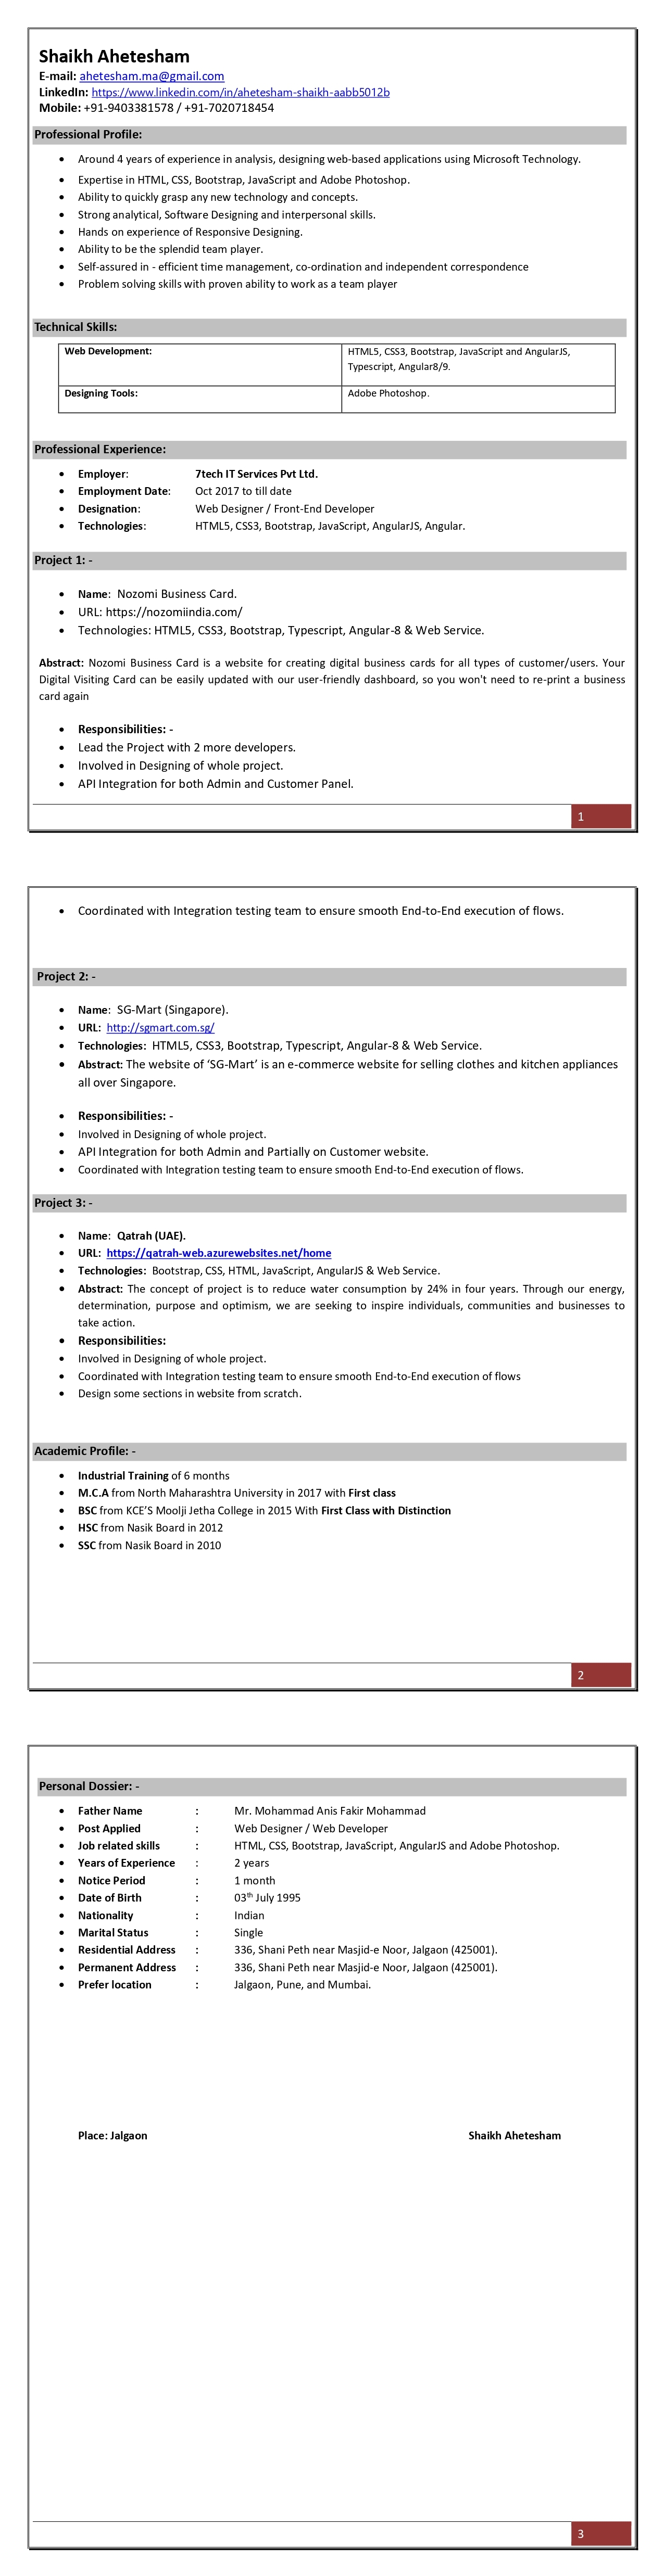 Shaikh Ahetesham
E-mail: ahetesham.ma@gmail.com
LinkedIn: https://www.linkedin.com/in/ahetesham-shaikh-aabb5012b
Mobile: +91-9403381578 / +91-7020718454
Professional Profile:
• Around 4 years of experience in analysis, designing web-based applications using Microsoft Technology.
• Expertise in HTML, CSS, Bootstrap, JavaScript and Adobe Photoshop.
• Ability to quickly grasp any new technology and concepts.
• Strong analytical, Software Designing and interpersonal skills.
• Hands on experience of Responsive Designing.
• Ability to be the splendid team player.
• Self-assured in - efficient time management, co-ordination and independent correspondence
• Problem solving skills with proven ability to work as a team player
Technical Skills:
Web Development: HTML5, CSS3, Bootstrap, JavaScript and AngularJS,
Typescript, Angular8/9.
Designing Tools: Adobe Photoshop.
Professional Experience:
• Employer: 7tech IT Services Pvt Ltd.
• Employment Date: Oct 2017 to till date
• Designation: Web Designer / Front-End Developer
• Technologies: HTML5, CSS3, Bootstrap, JavaScript, AngularJS, Angular.
Project 1: -
• Name: Nozomi Business Card.
• URL: https://nozomiindia.com/
• Technologies: HTML5, CSS3, Bootstrap, Typescript, Angular-8 & Web Service.
Abstract: Nozomi Business Card is a website for creating digital business cards for all types of customer/users. Your
Digital Visiting Card can be easily updated with our user-friendly dashboard, so you won't need to re-print a business
card again
• Responsibilities: -
• Lead the Project with 2 more developers.
• Involved in Designing of whole project.
• API Integration for both Admin and Customer Panel.
1
• Coordinated with Integration testing team to ensure smooth End-to-End execution of flows.
Project 2: -
• Name: SG-Mart (Singapore).
• URL: http://sgmart.com.sg/
• Technologies: HTML5, CSS3, Bootstrap, Typescript, Angular-8 & Web Service.
• Abstract: The website of ‘SG-Mart’ is an e-commerce website for selling clothes and kitchen appliances
all over Singapore.
• Responsibilities: -
• Involved in Designing of whole project.
• API Integration for both Admin and Partially on Customer website.
• Coordinated with Integration testing team to ensure smooth End-to-End execution of flows.
Project 3: -
• Name: Qatrah (UAE).
• URL: https://qatrah-web.azurewebsites.net/home
• Technologies: Bootstrap, CSS, HTML, JavaScript, AngularJS & Web Service.
• Abstract: The concept of project is to reduce water consumption by 24% in four years. Through our energy,
determination, purpose and optimism, we are seeking to inspire individuals, communities and businesses to
take action.
• Responsibilities:
• Involved in Designing of whole project.
• Coordinated with Integration testing team to ensure smooth End-to-End execution of flows
• Design some sections in website from scratch.
Academic Profile: -
• Industrial Training of 6 months
• M.C.A from North Maharashtra University in 2017 with First class
• BSC from KCE’S Moolji Jetha College in 2015 With First Class with Distinction
• HSC from Nasik Board in 2012
• SSC from Nasik Board in 2010
2
Personal Dossier: -
• Father Name : Mr. Mohammad Anis Fakir Mohammad
• Post Applied : Web Designer / Web Developer
• Job related skills : HTML, CSS, Bootstrap, JavaScript, AngularJS and Adobe Photoshop.
• Years of Experience : 2 years
• Notice Period : 1 month
• Date of Birth : 03th July 1995
• Nationality : Indian
• Marital Status : Single
• Residential Address : 336, Shani Peth near Masjid-e Noor, Jalgaon (425001).
• Permanent Address : 336, Shani Peth near Masjid-e Noor, Jalgaon (425001).
• Prefer location : Jalgaon, Pune, and Mumbai.
Place: Jalgaon Shaikh Ahetesham
3